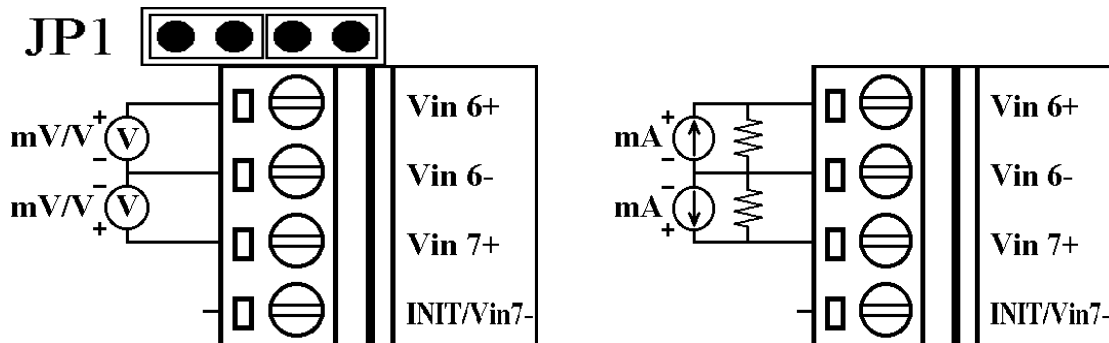 JP1
mV/V
+
V
−
mV/V
−
V
+
Vin 6+
Vin 6-
Vin 7+
INIT/Vin7-
mA
+
−
mA
−
+
Vin 6+
Vin 6-
Vin 7+
INIT/Vin7-